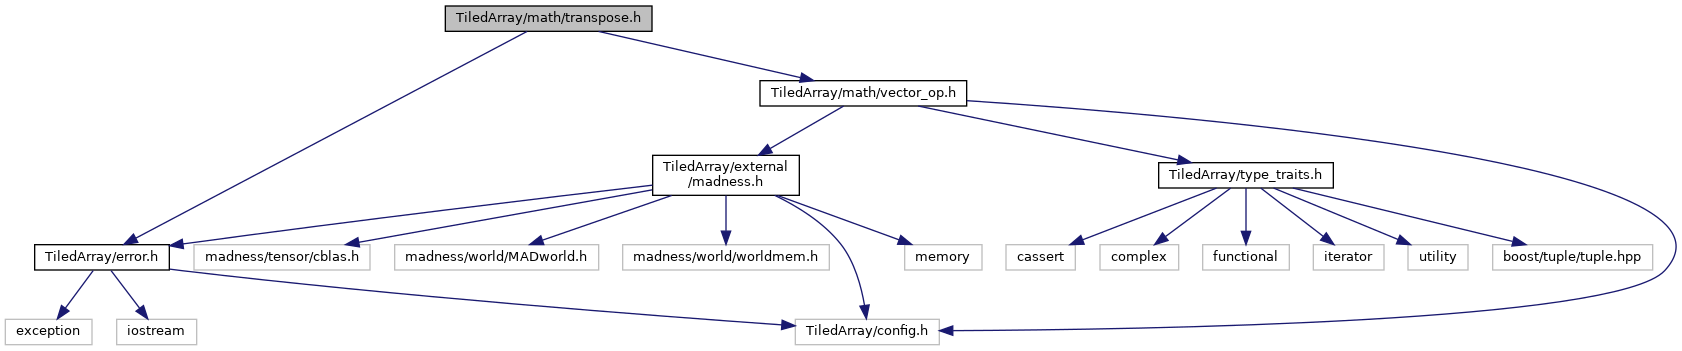 TiledArray/math/transpose.h
TiledArray/math/vector_op.h
TiledArray/external
/madness.h
TiledArray/type_traits.h
TiledArray/error.h
madness/tensor/cblas.h
madness/world/MADworld.h
madness/world/worldmem.h
memory
cassert
complex
functional
iterator
utility
boost/tuple/tuple.hpp
exception
iostream
TiledArray/config.h